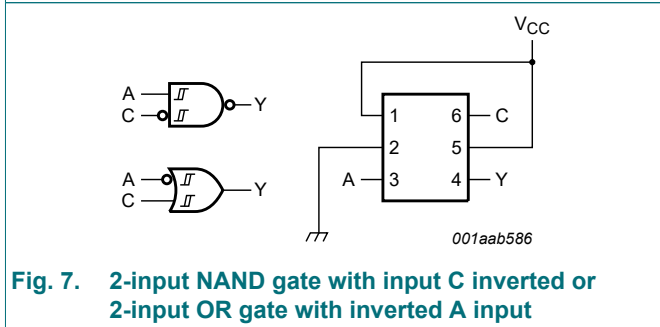 VCC
A
C
Y
A
C
Y
1 6 C
2 5
A 3 4 Y
001aab586
Fig. 7. 2-input NAND gate with input C inverted or
2-input OR gate with inverted A input